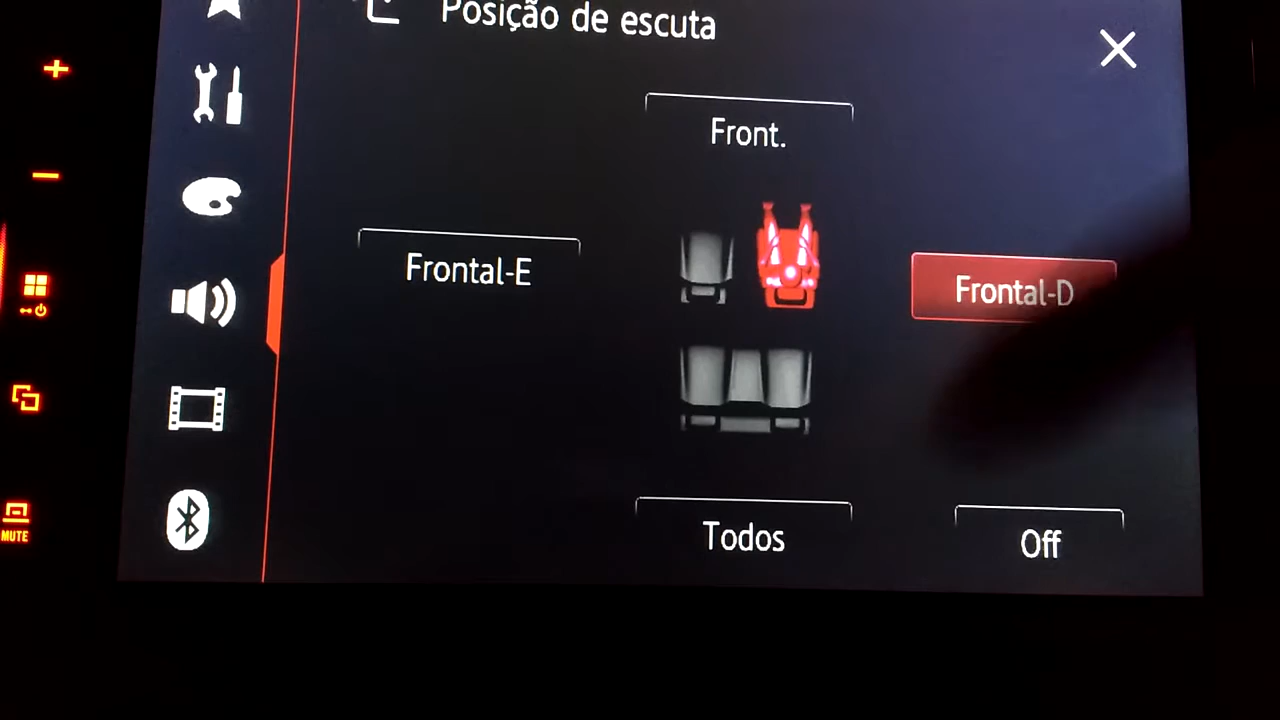 Posição de escuta
Front.
Frontal-E
Frontal-D
Todos
Off
MUTE